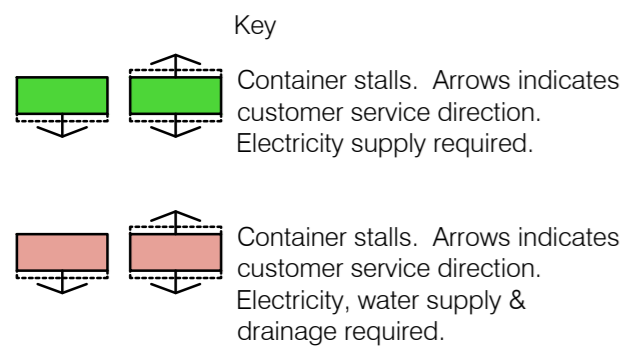 Key
Container stalls.  Arrows indicates
customer service direction.
Electricity supply required.
Container stalls.  Arrows indicates
customer service direction.
Electricity, water supply &
drainage required.